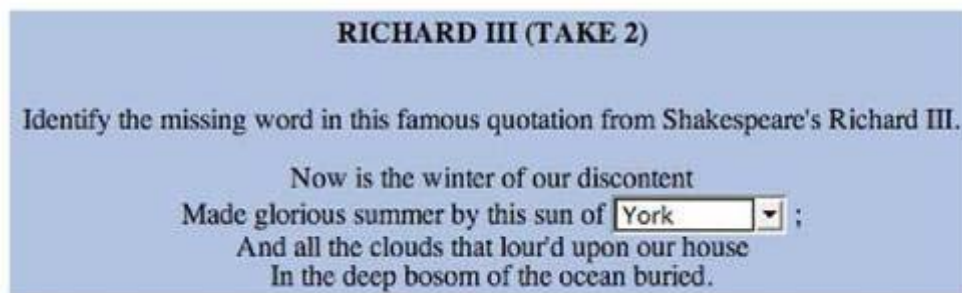 RICHARD III (TAKE 2)
Identify the missing word in this famous quotation from Shakespeare's Richard III.
Now is the winter of our discontent
Made glorious summer by this sun of York ;
And all the clouds that lour'd upon our house
In the deep bosom of the ocean buried.